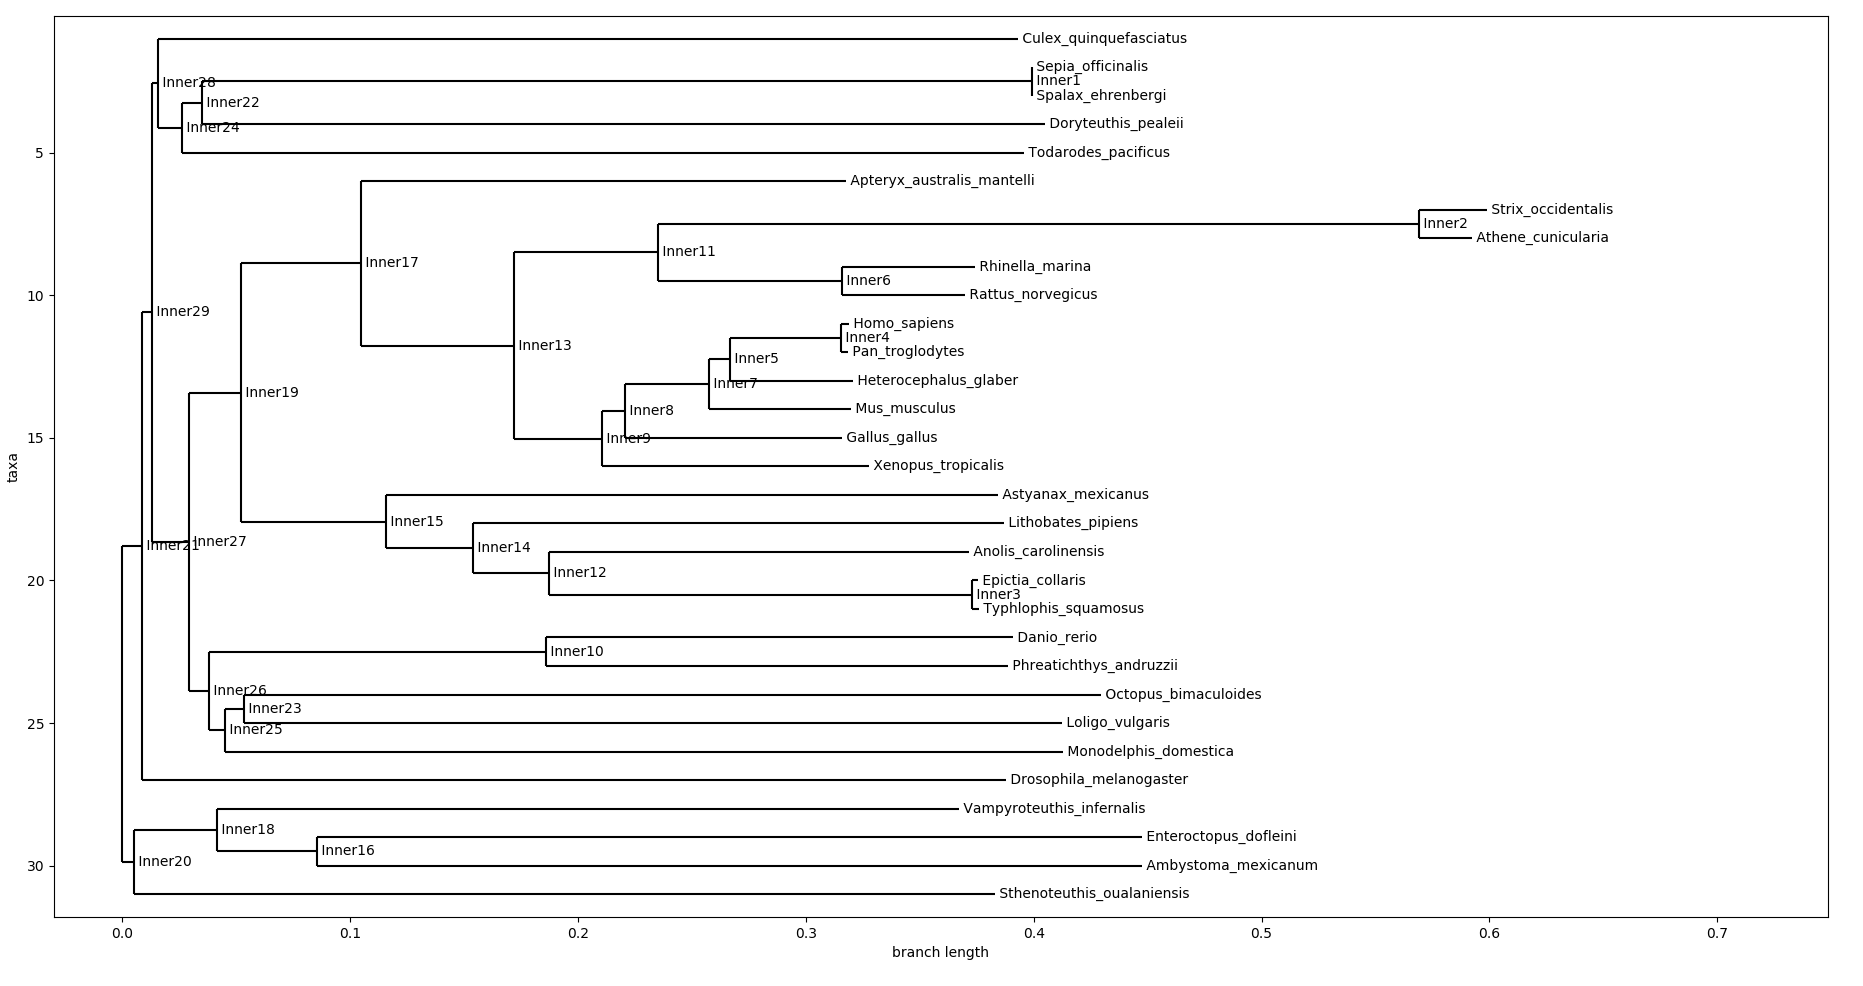 Culex_quinquefasciatus
Sepia_officinalis
Inner1
Inner28
Spalax_ehrenbergi
Inner22
Doryteuthis_pealeii
Inner24
5
Todarodes_pacificus
Apteryx_australis_mantelli
Strix_occidentalis
Inner2
Athene_cunicularia
Inner11
Inner17
Rhinella_marina
Inner6
10
Rattus_norvegicus
Inner29
Homo_sapiens
Inner4
Inner13
Pan_troglodytes
Inner5
Heterocephalus_glaber
Inner7
Inner19
Mus_musculus
Inner8
15
Inner9
Gallus_gallus
Xenopus_tropicalis
taxa
Astyanax_mexicanus
Inner15
Lithobates_pipiens
Inner21
Inner27
Inner14
Anolis_carolinensis
Inner12
20
Epictia_collaris
Inner3
Typhlophis_squamosus
Danio_rerio
Inner10
Phreatichthys_andruzzii
Inner26
Octopus_bimaculoides
Inner23
25
Loligo_vulgaris
Inner25
Monodelphis_domestica
Drosophila_melanogaster
Vampyroteuthis_infernalis
Inner18
Enteroctopus_dofleini
Inner16
30
Inner20
Ambystoma_mexicanum
Sthenoteuthis_oualaniensis
0.0 0.1 0.2 0.3 0.4 0.5 0.6 0.7
branch length